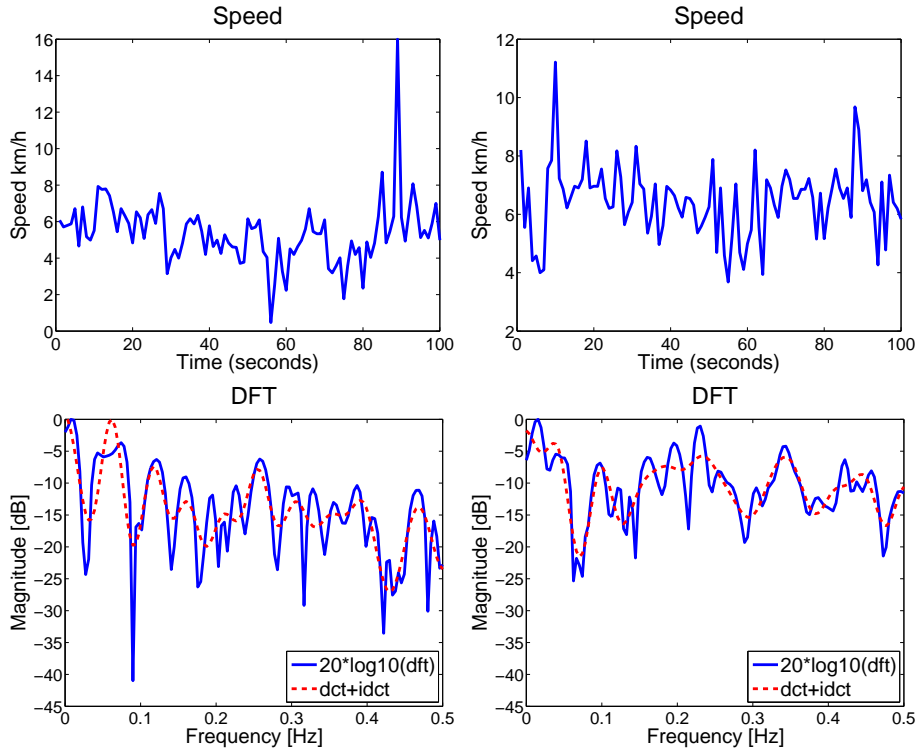 Speed
Speed km/h
16
14
12
10
8
6
4
2
0
0 20 40 60 80 100
Time (seconds)
Speed
Speed km/h
12
10
8
6
4
2
0 20 40 60 80 100
Time (seconds)
DFT
Magnitude [dB]
0
−5
−10
−15
−20
−25
−30
−35
−40
−45
20*log10(dft)
dct+idct
0 0.1 0.2 0.3 0.4 0.5
Frequency [Hz]
DFT
Magnitude [dB]
0
−5
−10
−15
−20
−25
−30
−35
−40
−45
20*log10(dft)
dct+idct
0 0.1 0.2 0.3 0.4 0.5
Frequency [Hz]